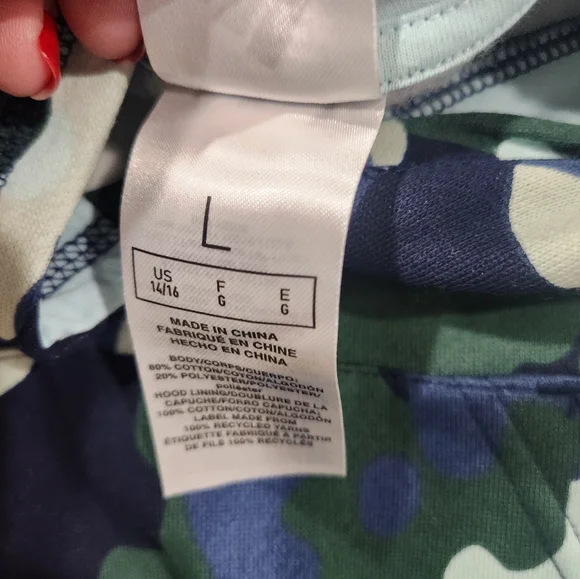 L
US F E
14/16 G G
MADE IN CHINA
FABRIQUÉ EN CHINE
HECHO EN CHINA
BODY/CORPS/CUERPO:
80% COTTON/COTON/ALGODÓN
20% POLYESTER/POLYESTER/
poliéster
HOOD LINING/DOUBLURE DE LA
CAPUCHE/FORRO CAPUCHA:
100% COTTON/COTON/ALGODÓN
LABEL MADE FROM
100% RECYCLED YARNS
ÉTIQUETTE FABRIQUÉE À PARTIR
DE FILS 100% RECYCLÉS